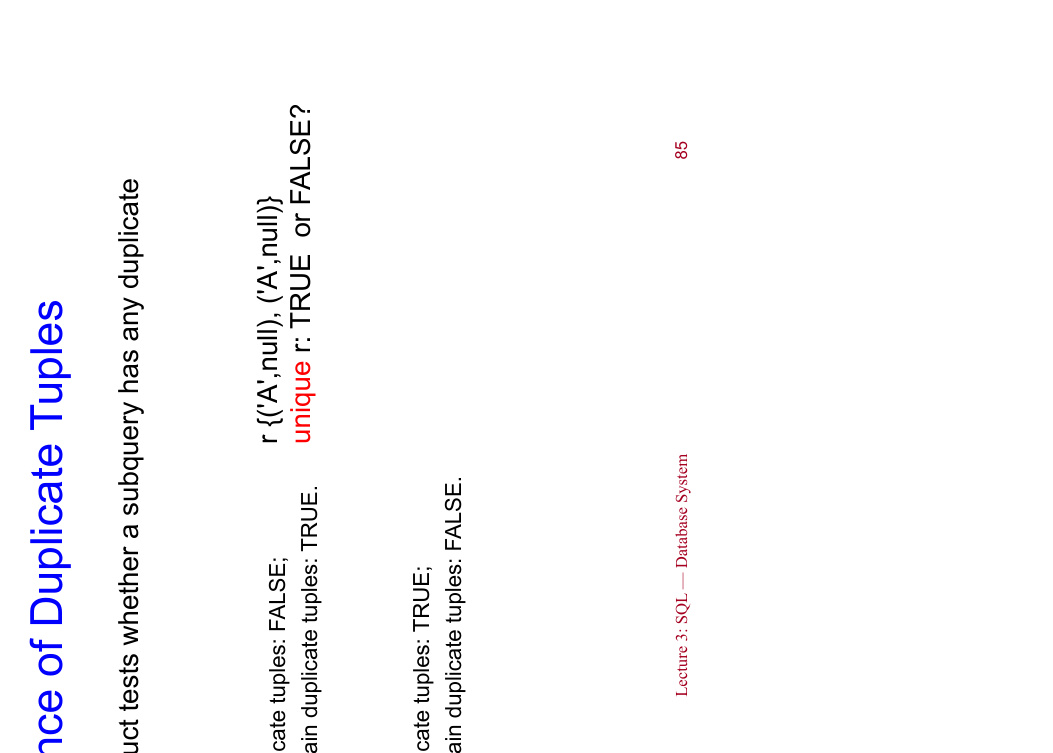 nce of Duplicate Tuples
uct tests whether a subquery has any duplicate
cate tuples: FALSE;
ain duplicate tuples: TRUE.
r {('A',null), ('A',null)}
unique r: TRUE or FALSE?
cate tuples: TRUE;
ain duplicate tuples: FALSE.
Lecture 3: SQL — Database System
85